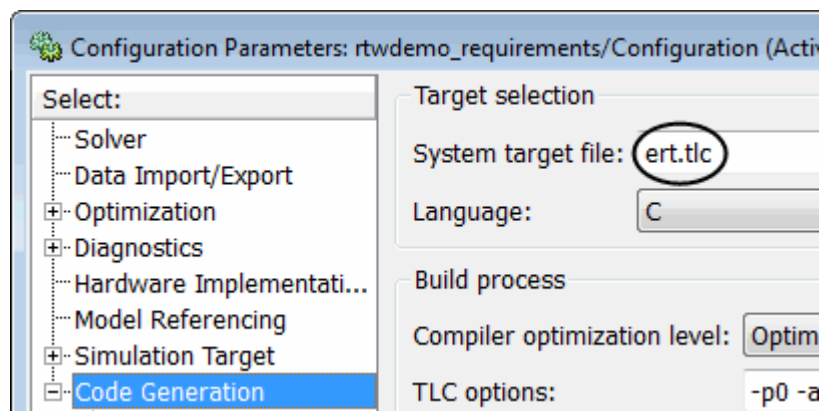 Configuration Parameters: rtwdemo_requirements/Configuration (Activ
Select:
Solver
Data Import/Export
Optimization
Diagnostics
Hardware Implementati...
Model Referencing
Simulation Target
Code Generation
Target selection
System target file: ert.tlc
Language: C
Build process
Compiler optimization level: Optim
TLC options: -p0 -a